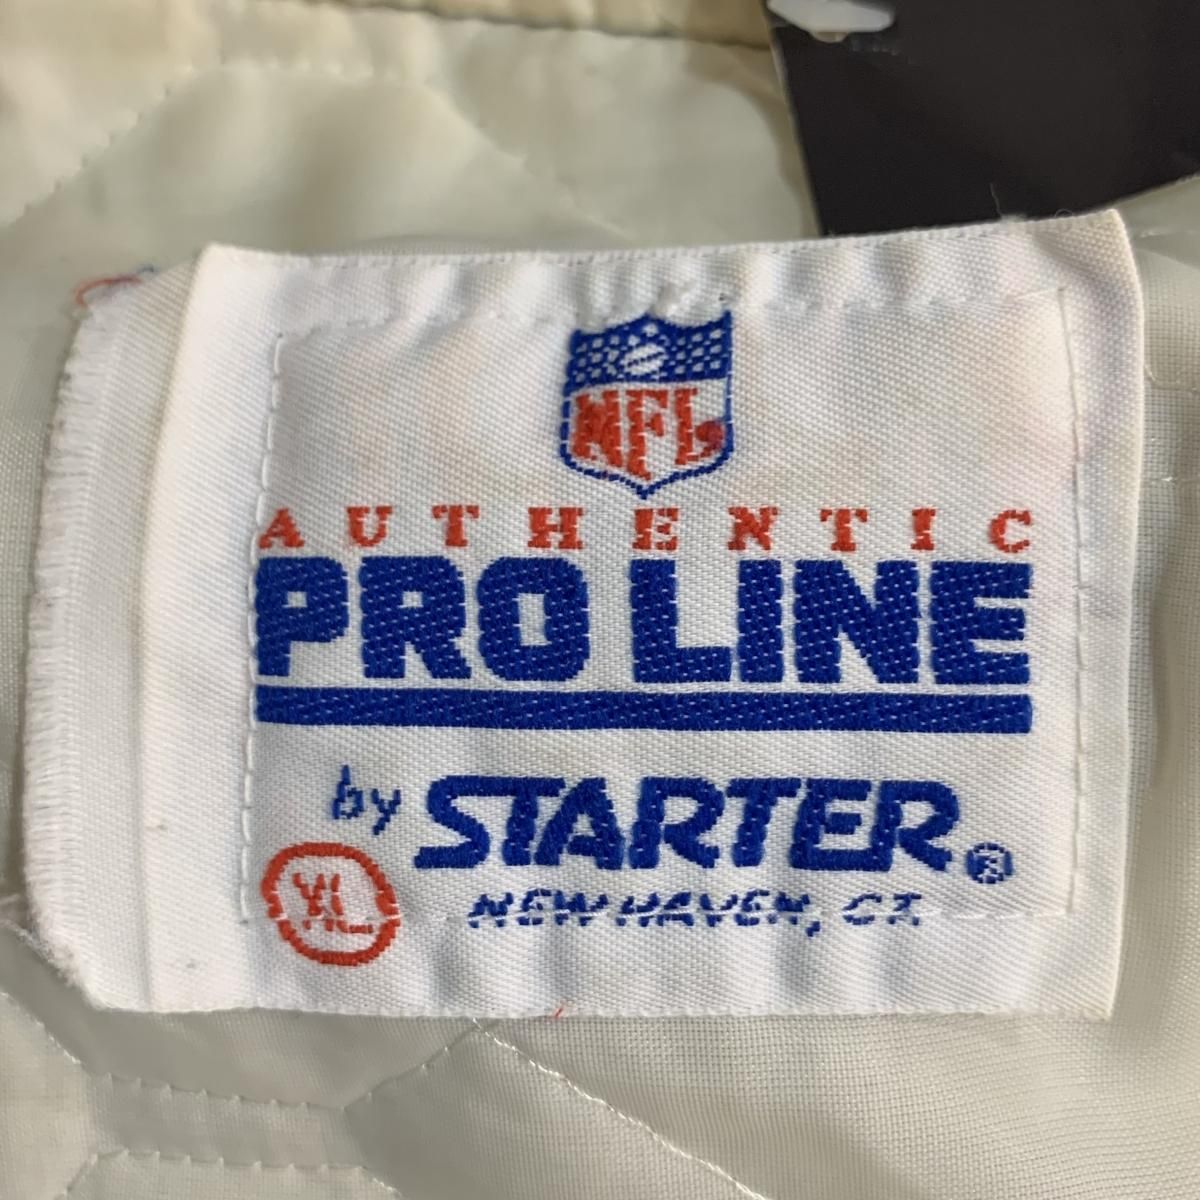 NFL
AUTHENTIC
PRO LINE
by STARTER®
XL
NEW HAVEN, CT